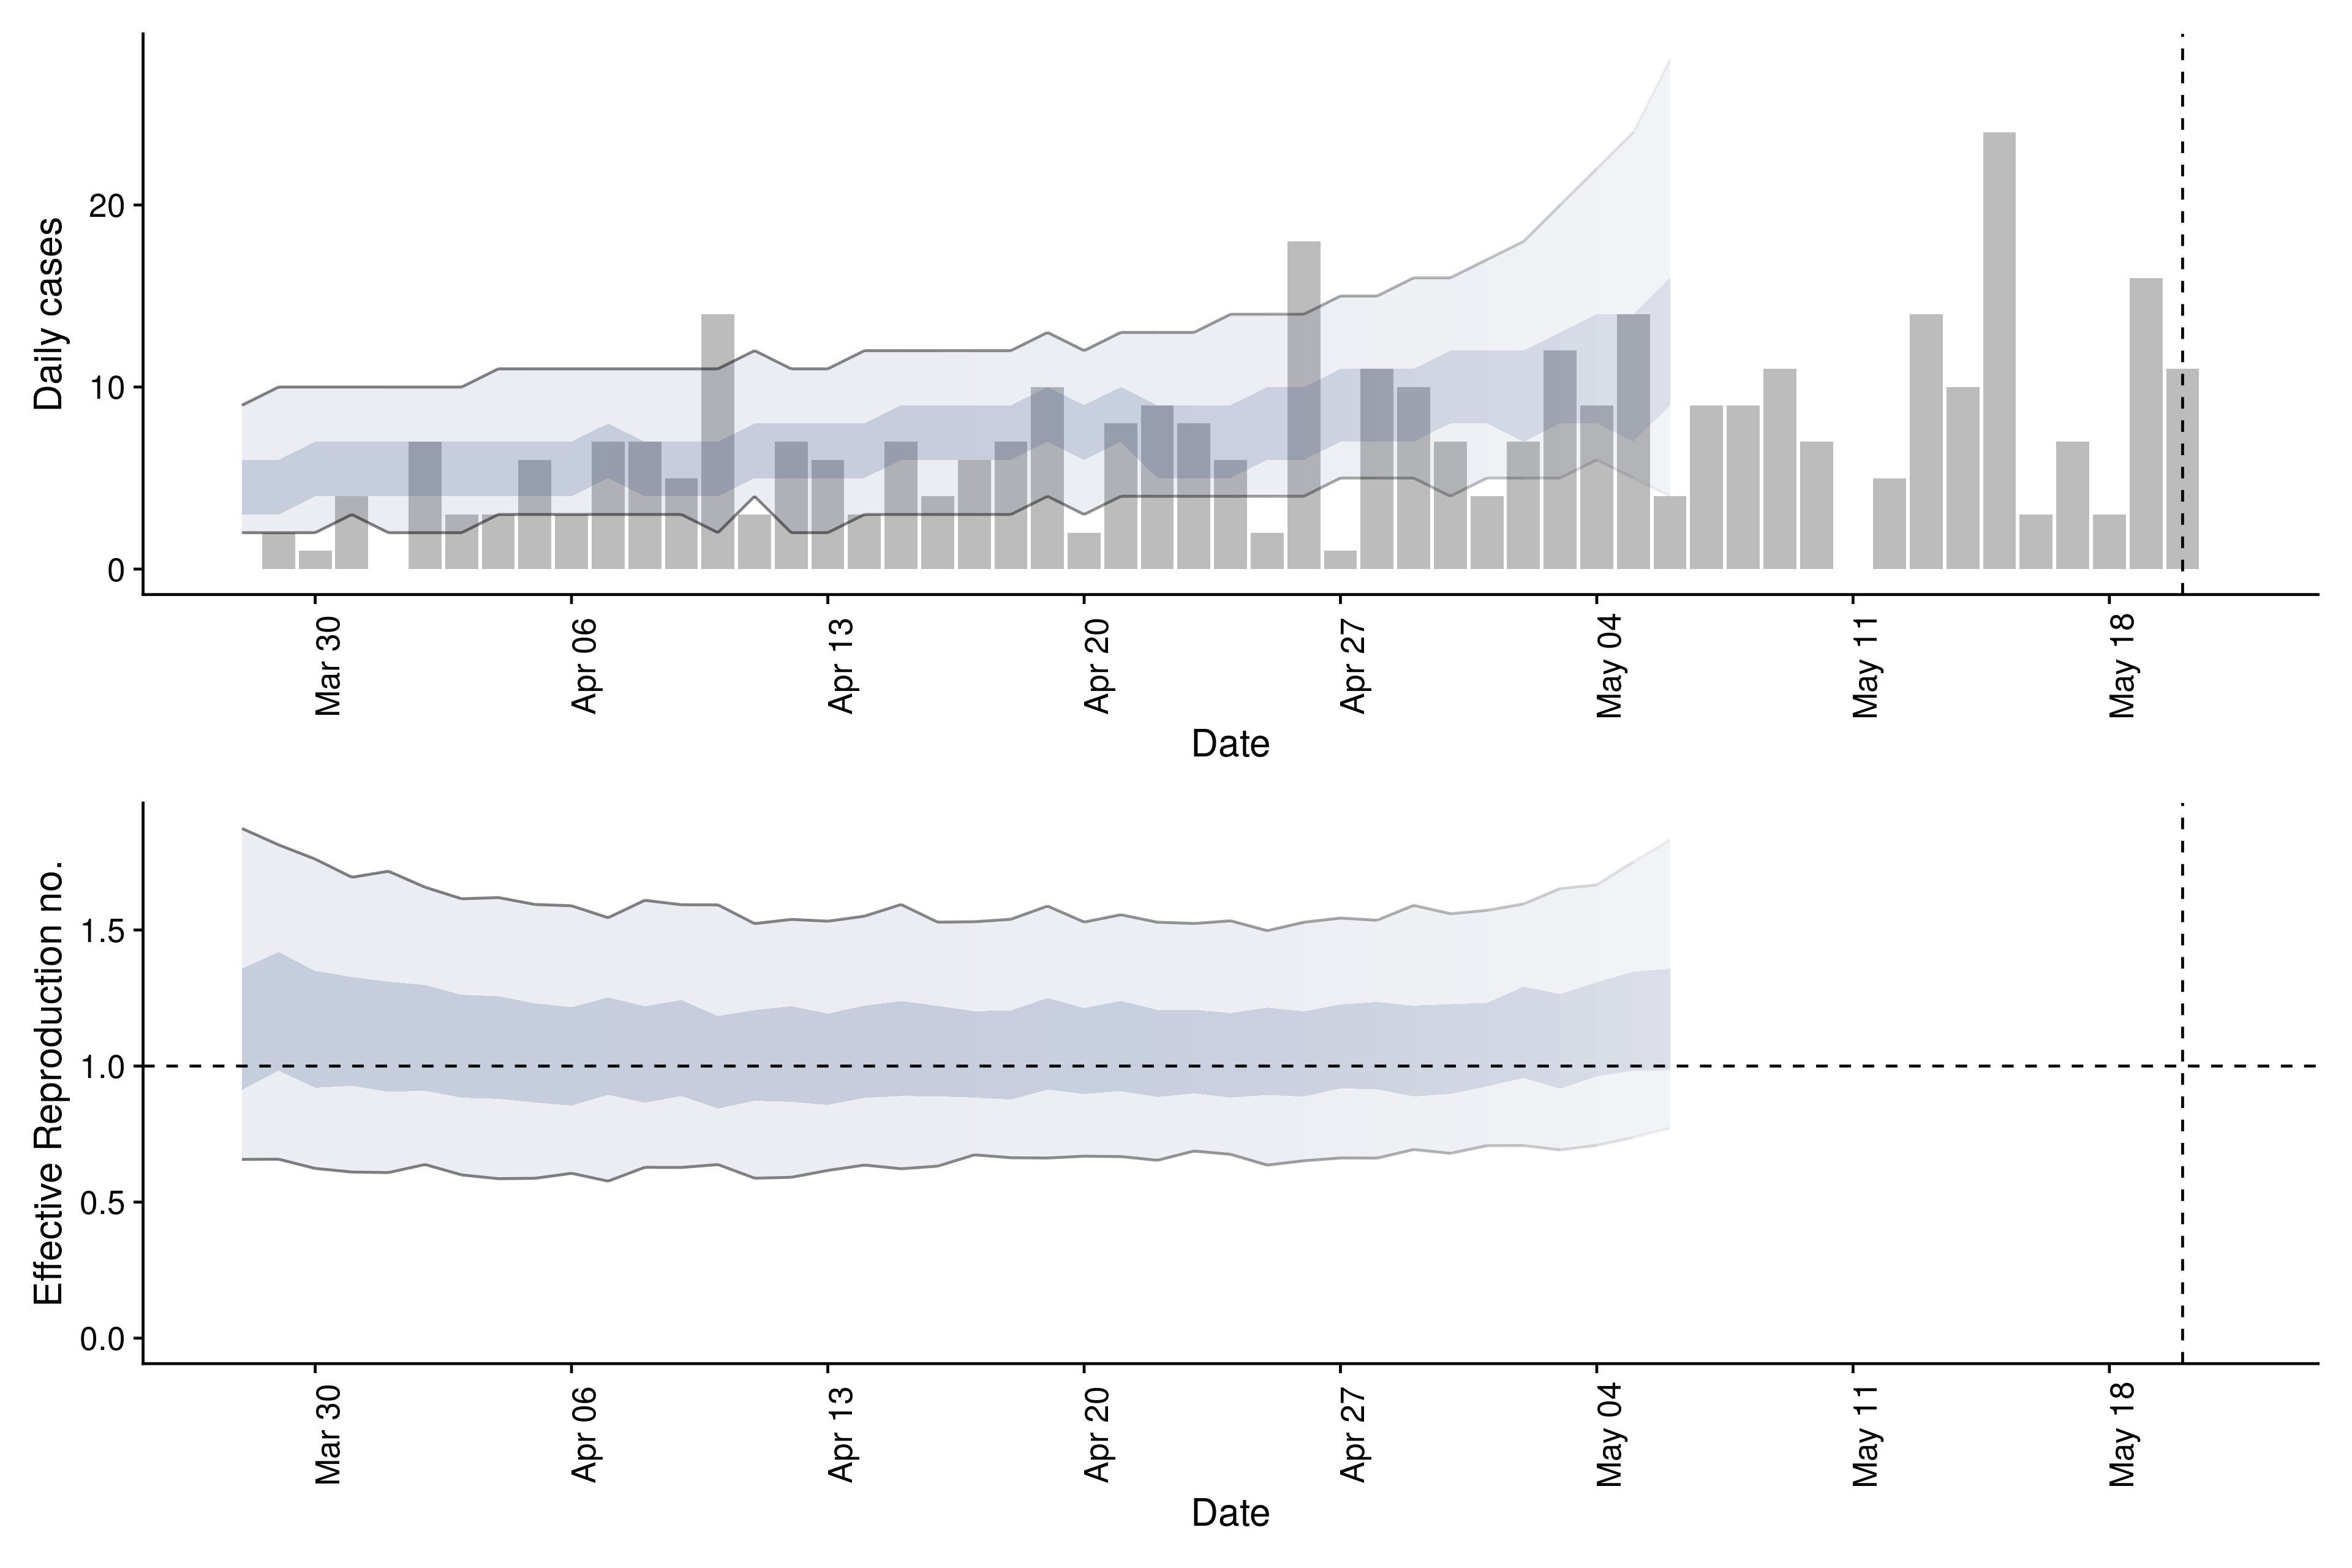 Daily cases
20
10
0
Mar 30
Apr 06
Apr 13
Apr 20
Apr 27
May 04
May 11
May 18
Date
Effective Reproduction no.
1.5
1.0
0.5
0.0
Mar 30
Apr 06
Apr 13
Apr 20
Apr 27
May 04
May 11
May 18
Date